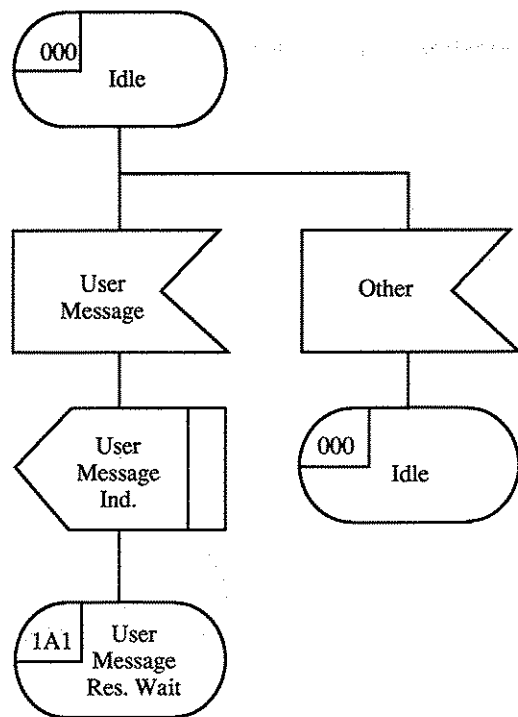 000
Idle
User
Message
Other
User
Message
Ind.
000
Idle
1A1
User
Message
Res. Wait